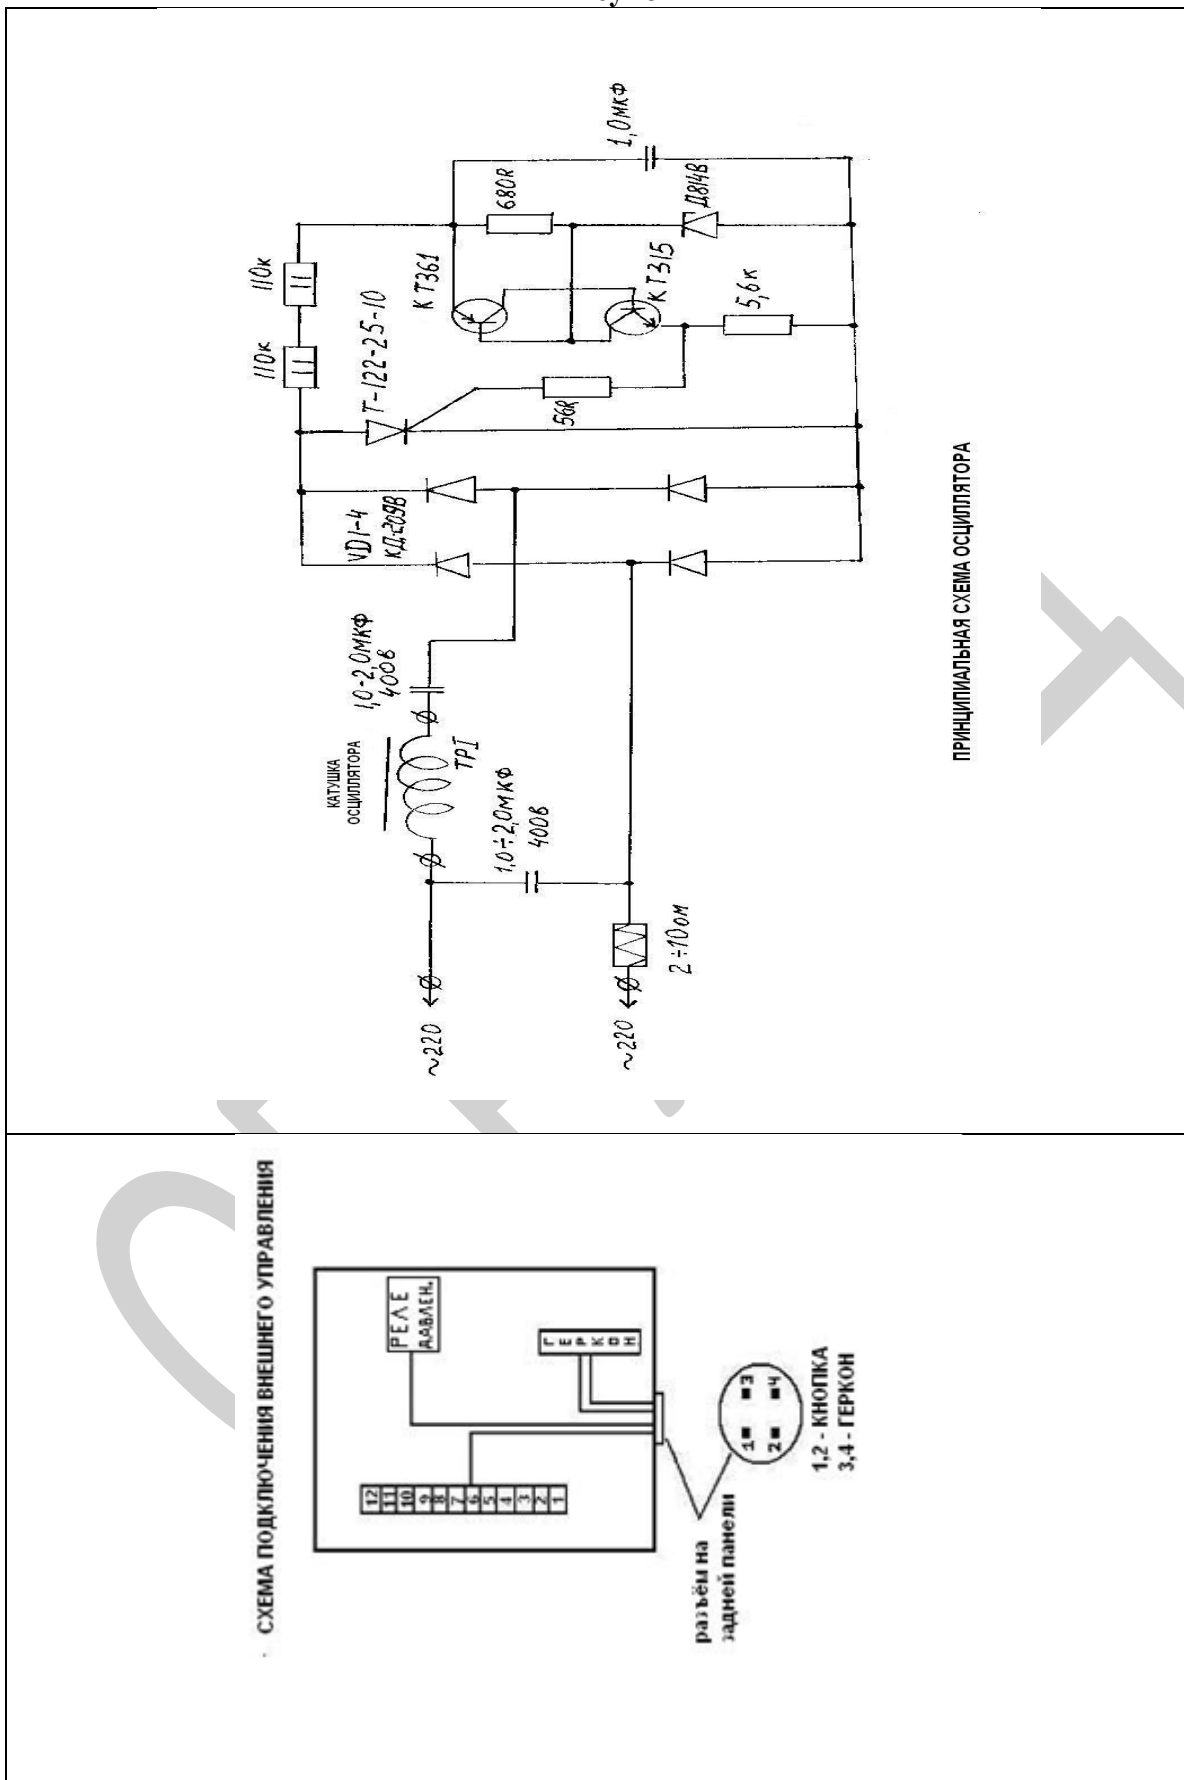 110к
110к
Т-122-25-10
КТ361
680R
1,0мкФ
Д814В
КТ315
5,6к
56R
VD1-4
КД-209В
1,0-2,0МКФ
400В
КАТУШКА
ОСЦИЛЛЯТОРА
ТРI
1,0÷2,0МКФ
400В
2÷10ом
~220
~220
ПРИНЦИПИАЛЬНАЯ СХЕМА ОСЦИЛЛЯТОРА
СХЕМА ПОДКЛЮЧЕНИЯ ВНЕШНЕГО УПРАВЛЕНИЯ
РЕЛЕ
ДАВЛЕН.
ГЕРКОН
12
11
10
9
8
7
6
5
4
3
2
1
1
3
2
4
1,2 - КНОПКА
3,4 - ГЕРКОН
разъём на
задней панели